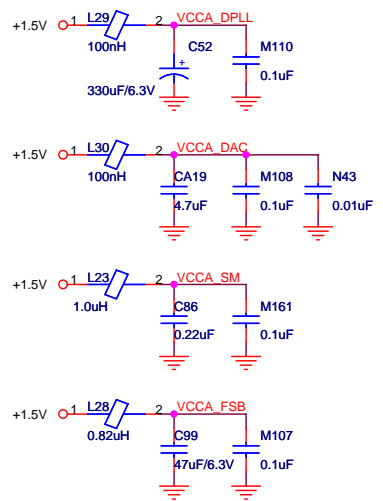 L29 VCCA_DPLL
+1.5V 1 2
100nH C52 M110
+
330uF/6.3V 0.1uF
L30 VCCA_DAC
+1.5V 1 2
100nH CA19 M108 N43
4.7uF 0.1uF 0.01uF
L23 VCCA_SM
+1.5V 1 2
1.0uH C86 M161
0.22uF 0.1uF
L28 VCCA_FSB
+1.5V 1 2
0.82uH C99 M107
47uF/6.3V 0.1uF